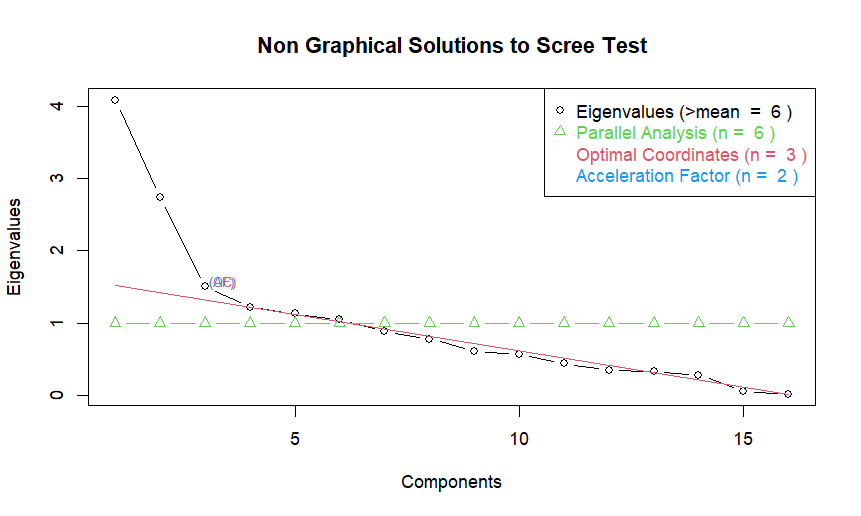 Non Graphical Solutions to Scree Test
Eigenvalues (>mean = 6 )
Parallel Analysis (n = 6 )
Optimal Coordinates (n = 3 )
Acceleration Factor (n = 2 )
4
3
2
1
0
Eigenvalues
5
10
15
Components